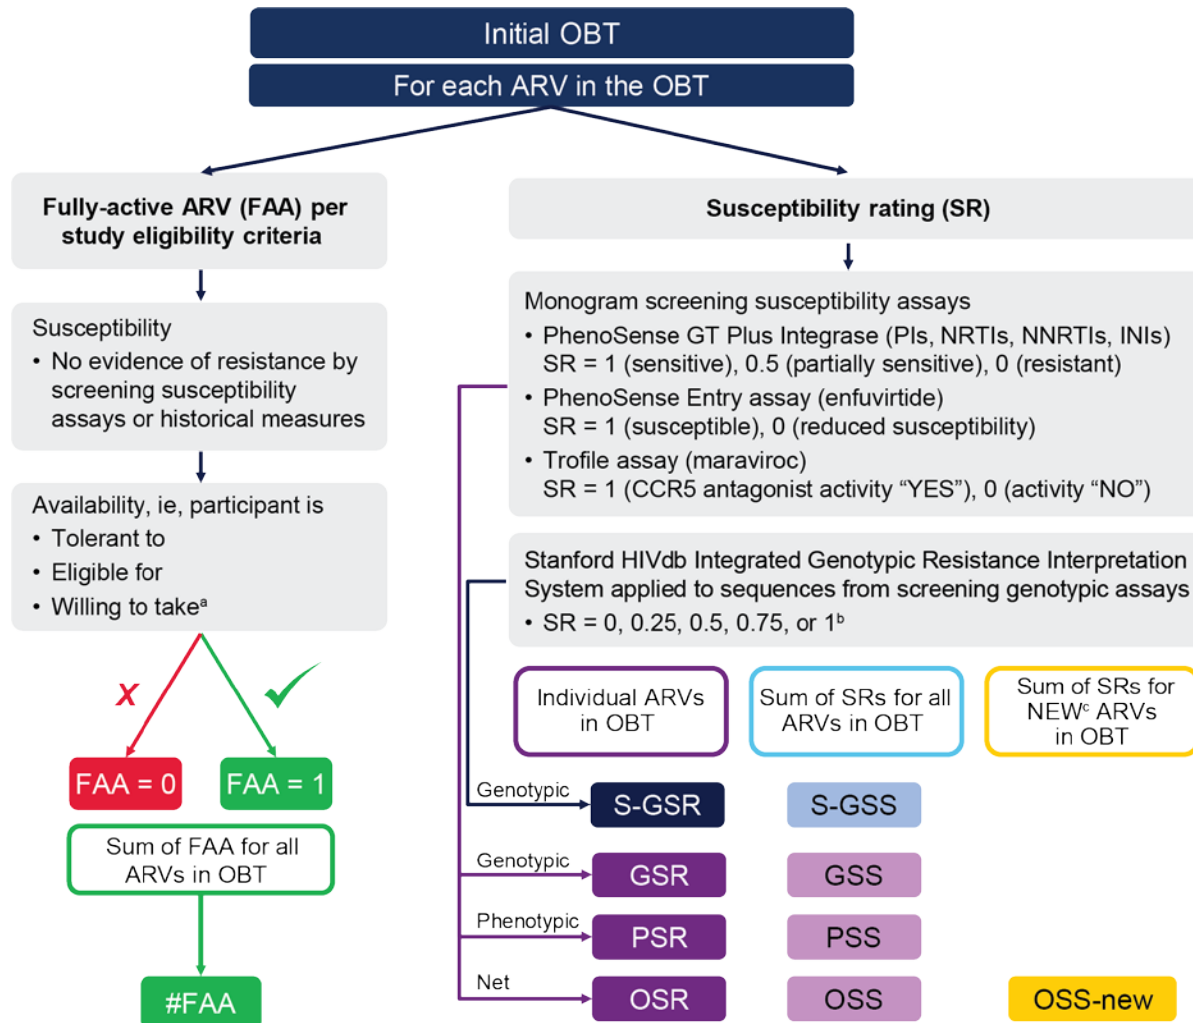 Initial OBT
For each ARV in the OBT
Fully-active ARV (FAA) per
study eligibility criteria
Susceptibility
• No evidence of resistance by
screening susceptibility
assays or historical measures
Availability, ie, participant is
• Tolerant to
• Eligible for
• Willing to takeᵃ
X
FAA = 0
FAA = 1
Sum of FAA for all
ARVs in OBT
#FAA
Susceptibility rating (SR)
Monogram screening susceptibility assays
• PhenoSense GT Plus Integrase (PIs, NRTIs, NNRTIs, INIs)
SR = 1 (sensitive), 0.5 (partially sensitive), 0 (resistant)
• PhenoSense Entry assay (enfuvirtide)
SR = 1 (susceptible), 0 (reduced susceptibility)
• Trofile assay (maraviroc)
SR = 1 (CCR5 antagonist activity “YES”), 0 (activity “NO”)
Stanford HIVdb Integrated Genotypic Resistance Interpretation
System applied to sequences from screening genotypic assays
• SR = 0, 0.25, 0.5, 0.75, or 1ᵇ
Individual ARVs
in OBT
Sum of SRs for all
ARVs in OBT
Sum of SRs for
NEWᶜ ARVs
in OBT
Genotypic
S-GSR
S-GSS
Genotypic
GSR
GSS
Phenotypic
PSR
PSS
Net
OSR
OSS
OSS-new